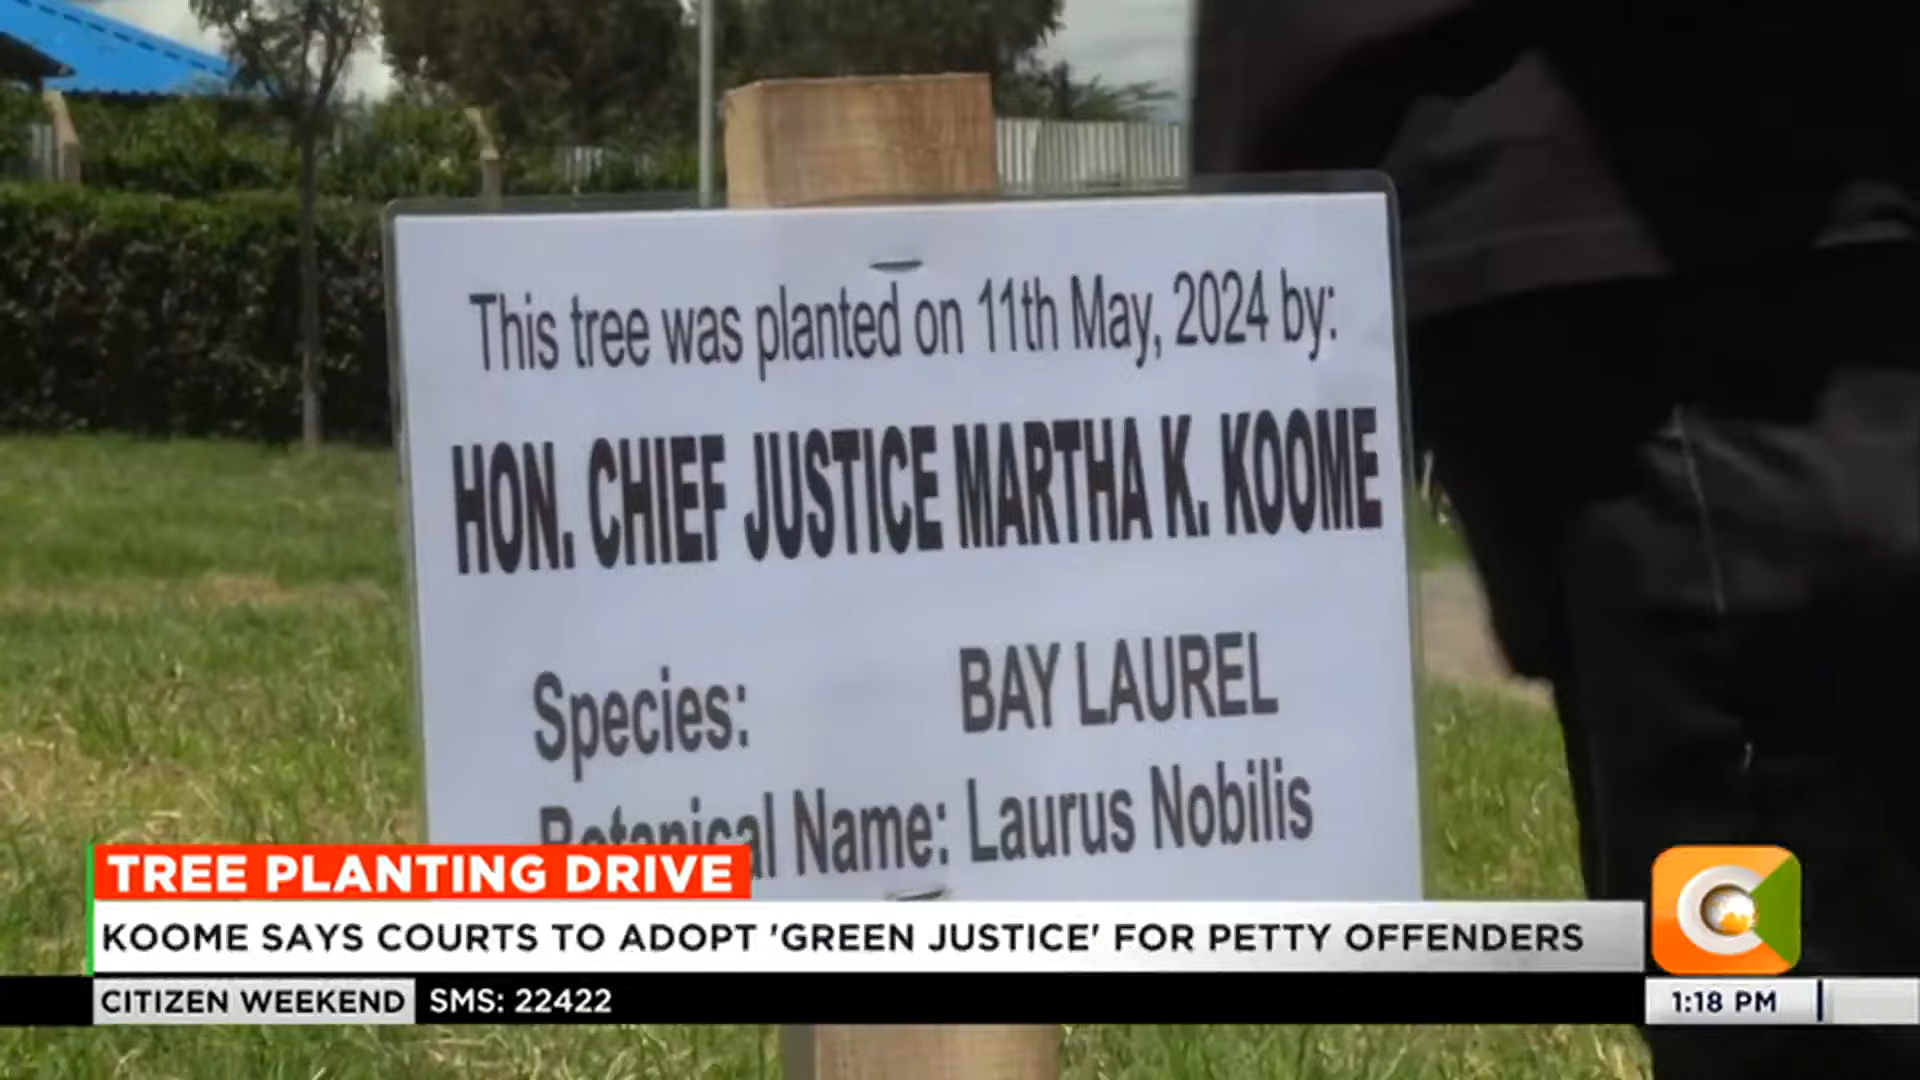 This tree was planted on 11th May, 2024 by:
HON. CHIEF JUSTICE MARTHA K. KOOME
Species: BAY LAUREL
Botanical Name: Laurus Nobilis
TREE PLANTING DRIVE
KOOME SAYS COURTS TO ADOPT 'GREEN JUSTICE' FOR PETTY OFFENDERS
CITIZEN WEEKEND SMS: 22422
1:18 PM